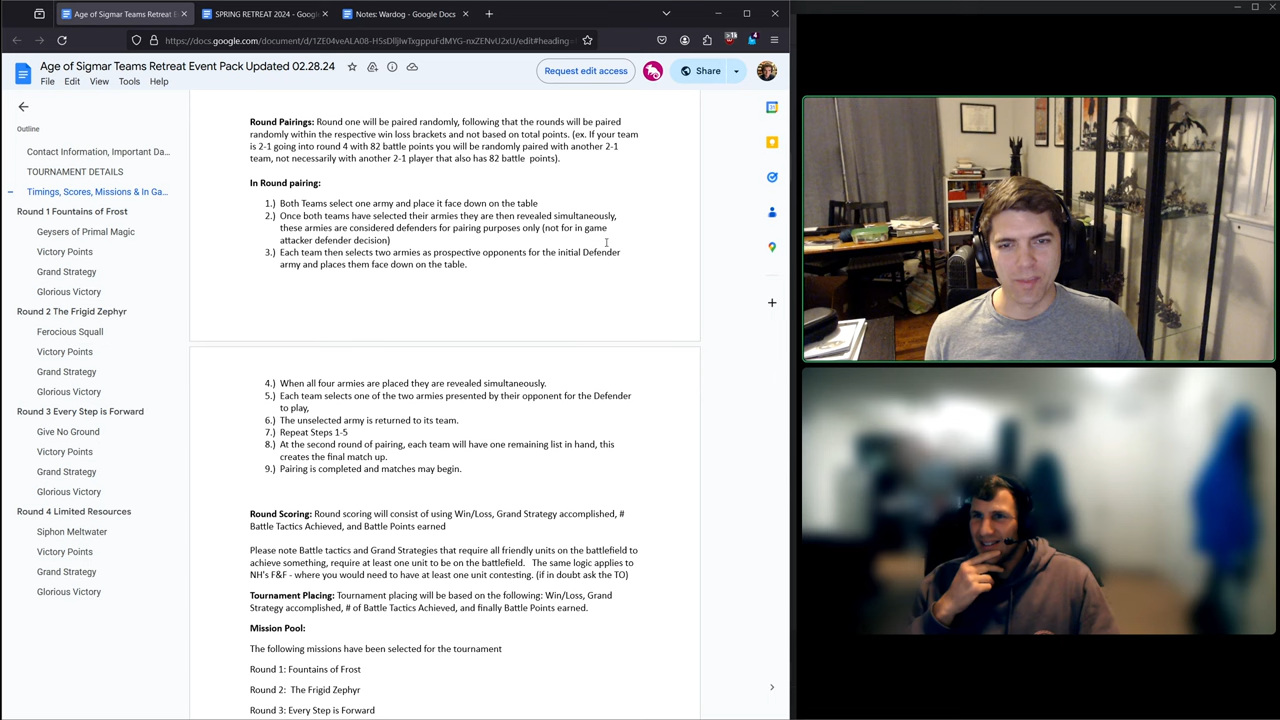 Age of Sigmar Teams Retreat E
SPRING RETREAT 2024 - Goog
Notes: Wardog - Google Docs
Age of Sigmar Teams Retreat Event Pack Updated 02.28.24
File Edit View Tools
Request edit access
Share
Outline
Contact Information, Important Da...
TOURNAMENT DETAILS
Timings, Scores, Missions & In Ga...
Round 1 Fountains of Frost
Geysers of Primal Magic
Victory Points
Grand Strategy
Glorious Victory
Round 2 The Frigid Zephyr
Ferocious Squall
Victory Points
Grand Strategy
Glorious Victory
Round 3 Every Step is Forward
Give No Ground
Victory Points
Grand Strategy
Glorious Victory
Round 4 Limited Resources
Siphon Meltwater
Victory Points
Grand Strategy
Glorious Victory
Round Pairings: Round one will be paired randomly, following that the rounds will be paired
randomly within the respective win loss brackets and not based on total points. (ex. If your team
is 2-1 going into round 4 with 82 battle points you will be randomly paired with another 2-1
team, not necessarily with another 2-1 player that also has 82 battle points).
In Round pairing:
1.) Both Teams select one army and place it face down on the table
2.) Once both teams have selected their armies they are then revealed simultaneously,
these armies are considered defenders for pairing purposes only (not for in game
attacker defender decision)
3.) Each team then selects two armies as prospective opponents for the initial Defender
army and places them face down on the table.
4.) When all four armies are placed they are revealed simultaneously.
5.) Each team selects one of the two armies presented by their opponent for the Defender
to play,
6.) The unselected army is returned to its team.
7.) Repeat Steps 1-5
8.) At the second round of pairing, each team will have one remaining list in hand, this
creates the final match up.
9.) Pairing is completed and matches may begin.
Round Scoring: Round scoring will consist of using Win/Loss, Grand Strategy accomplished, #
Battle Tactics Achieved, and Battle Points earned
Please note Battle tactics and Grand Strategies that require all friendly units on the battlefield to
achieve something, require at least one unit to be on the battlefield. The same logic applies to
NH's F&F - where you would need to have at least one unit contesting. (if in doubt ask the TO)
Tournament Placing: Tournament placing will be based on the following: Win/Loss, Grand
Strategy accomplished, # of Battle Tactics Achieved, and finally Battle Points earned.
Mission Pool:
The following missions have been selected for the tournament
Round 1: Fountains of Frost
Round 2: The Frigid Zephyr
Round 3: Every Step is Forward